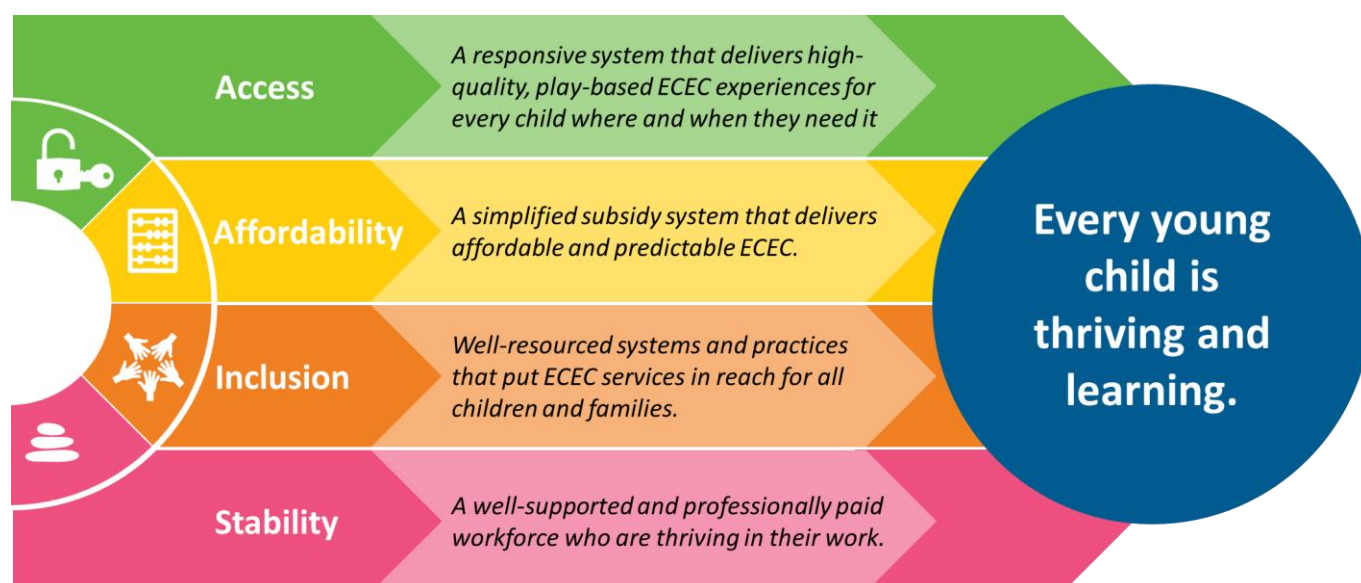 Access
A responsive system that delivers high-
quality, play-based ECEC experiences for
every child where and when they need it
Affordability
A simplified subsidy system that delivers
affordable and predictable ECEC.
Inclusion
Well-resourced systems and practices
that put ECEC services in reach for all
children and families.
Stability
A well-supported and professionally paid
workforce who are thriving in their work.
Every young
child is
thriving and
learning.